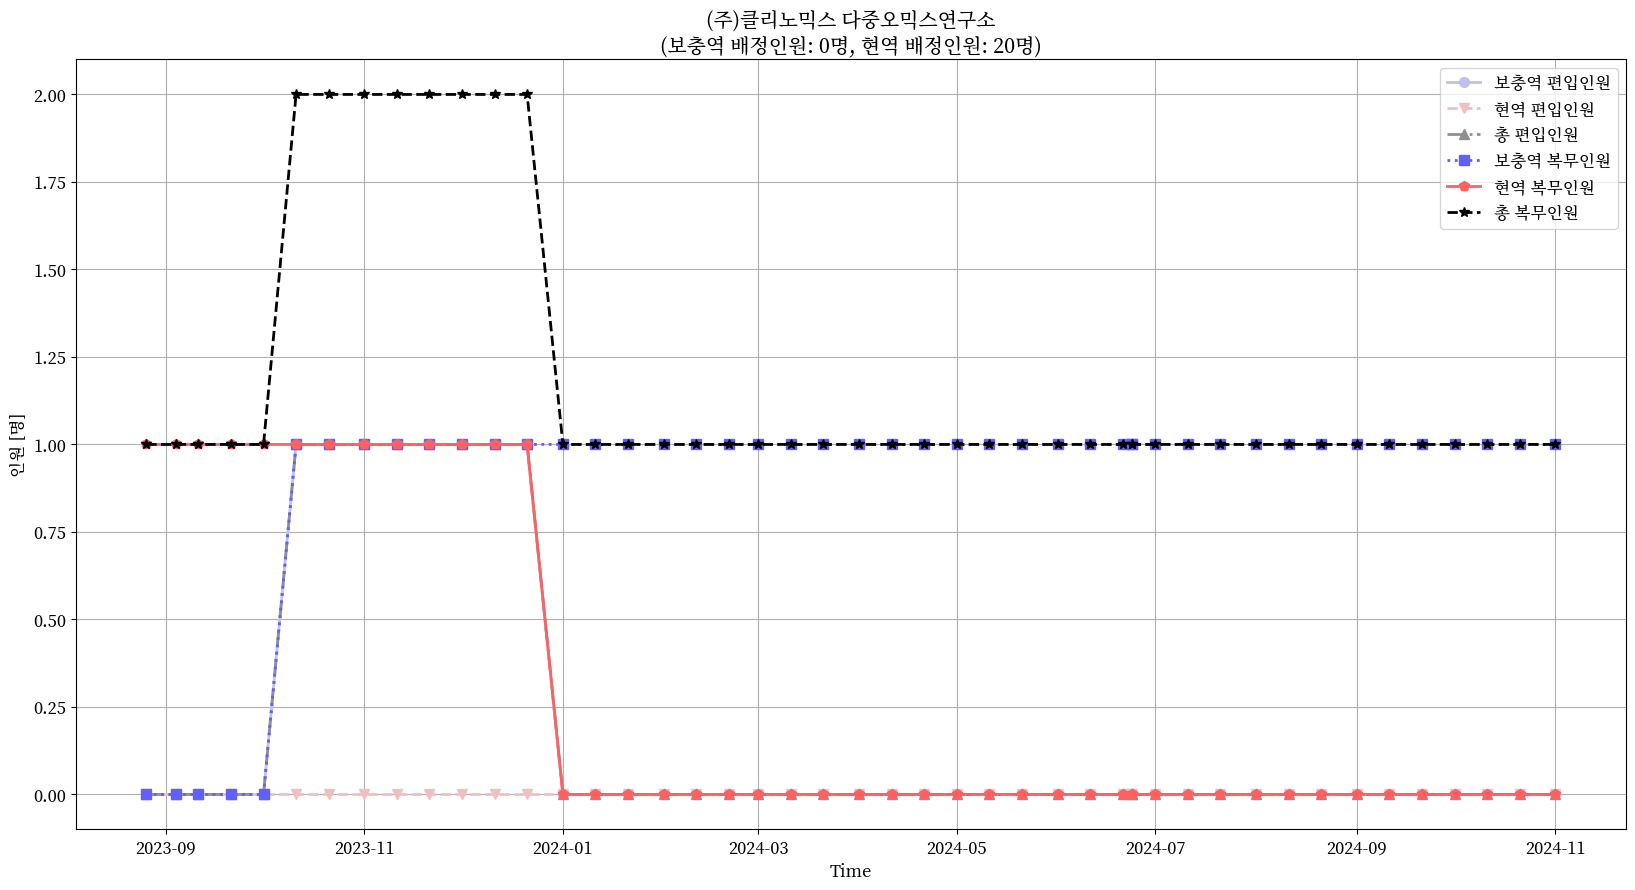 (주)클리노믹스 다중오믹스연구소
(보충역 배정인원: 0명, 현역 배정인원: 20명)
보충역 편입인원
현역 편입인원
총 편입인원
보충역 복무인원
현역 복무인원
총 복무인원
인원 [명]
2.00
1.75
1.50
1.25
1.00
0.75
0.50
0.25
0.00
2023-09 2023-11 2024-01 2024-03 2024-05 2024-07 2024-09 2024-11
Time